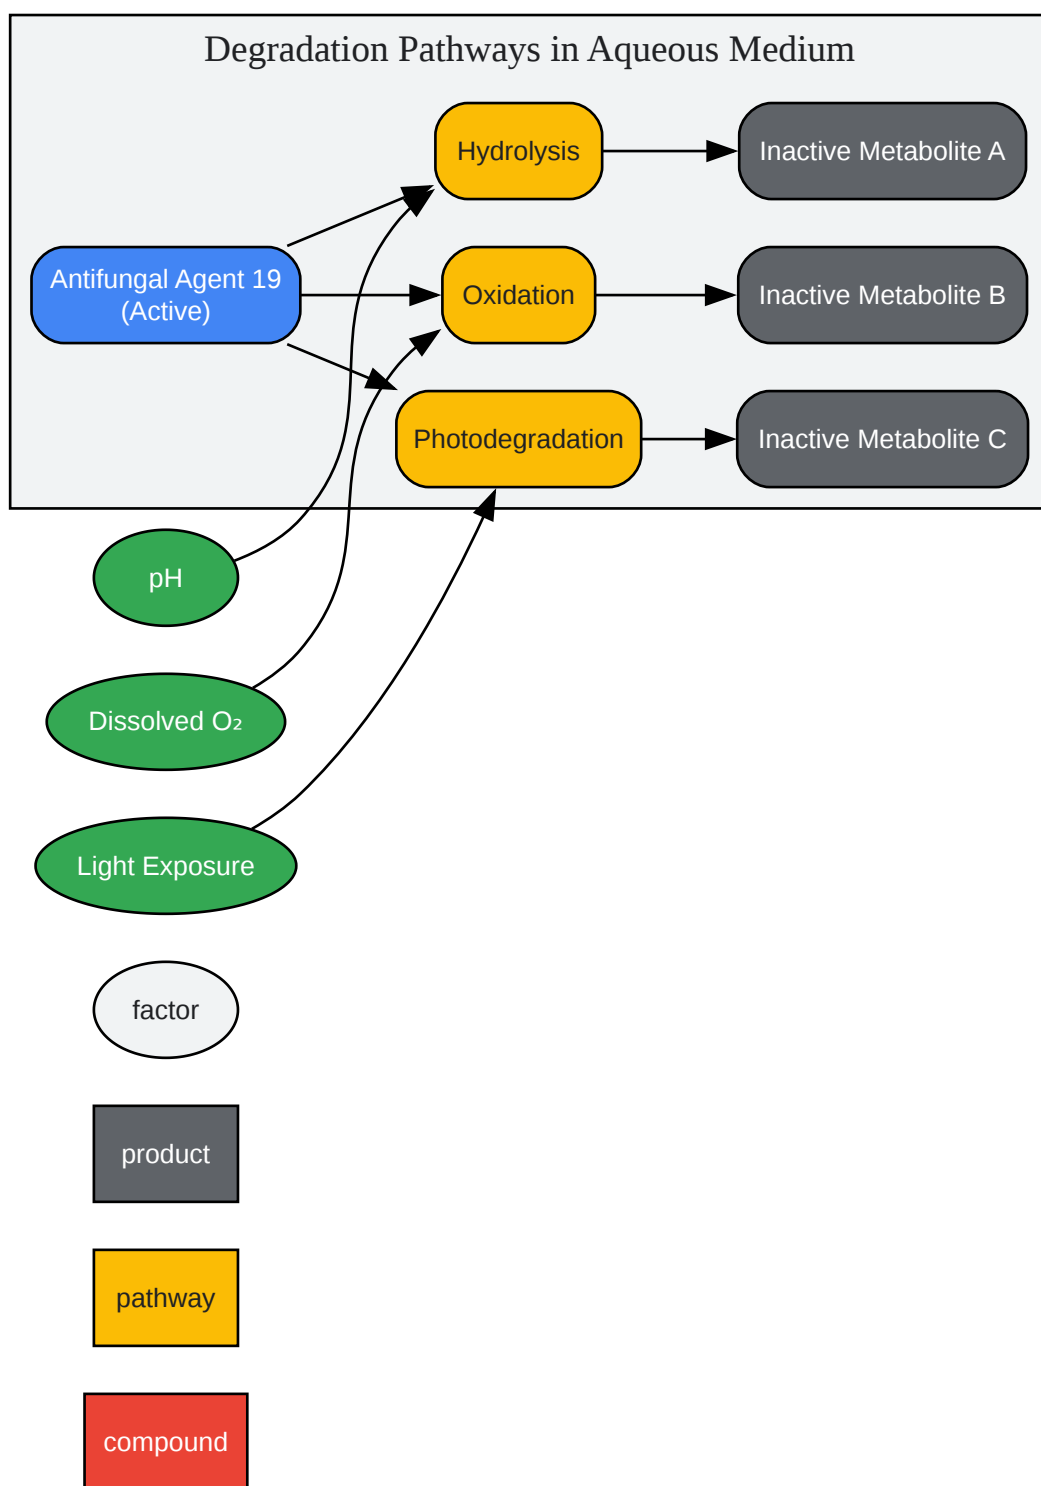 Degradation Pathways in Aqueous Medium
Hydrolysis
Inactive Metabolite A
Antifungal Agent 19
(Active)
Oxidation
Inactive Metabolite B
Photodegradation
Inactive Metabolite C
pH
Dissolved O₂
Light Exposure
factor
product
pathway
compound